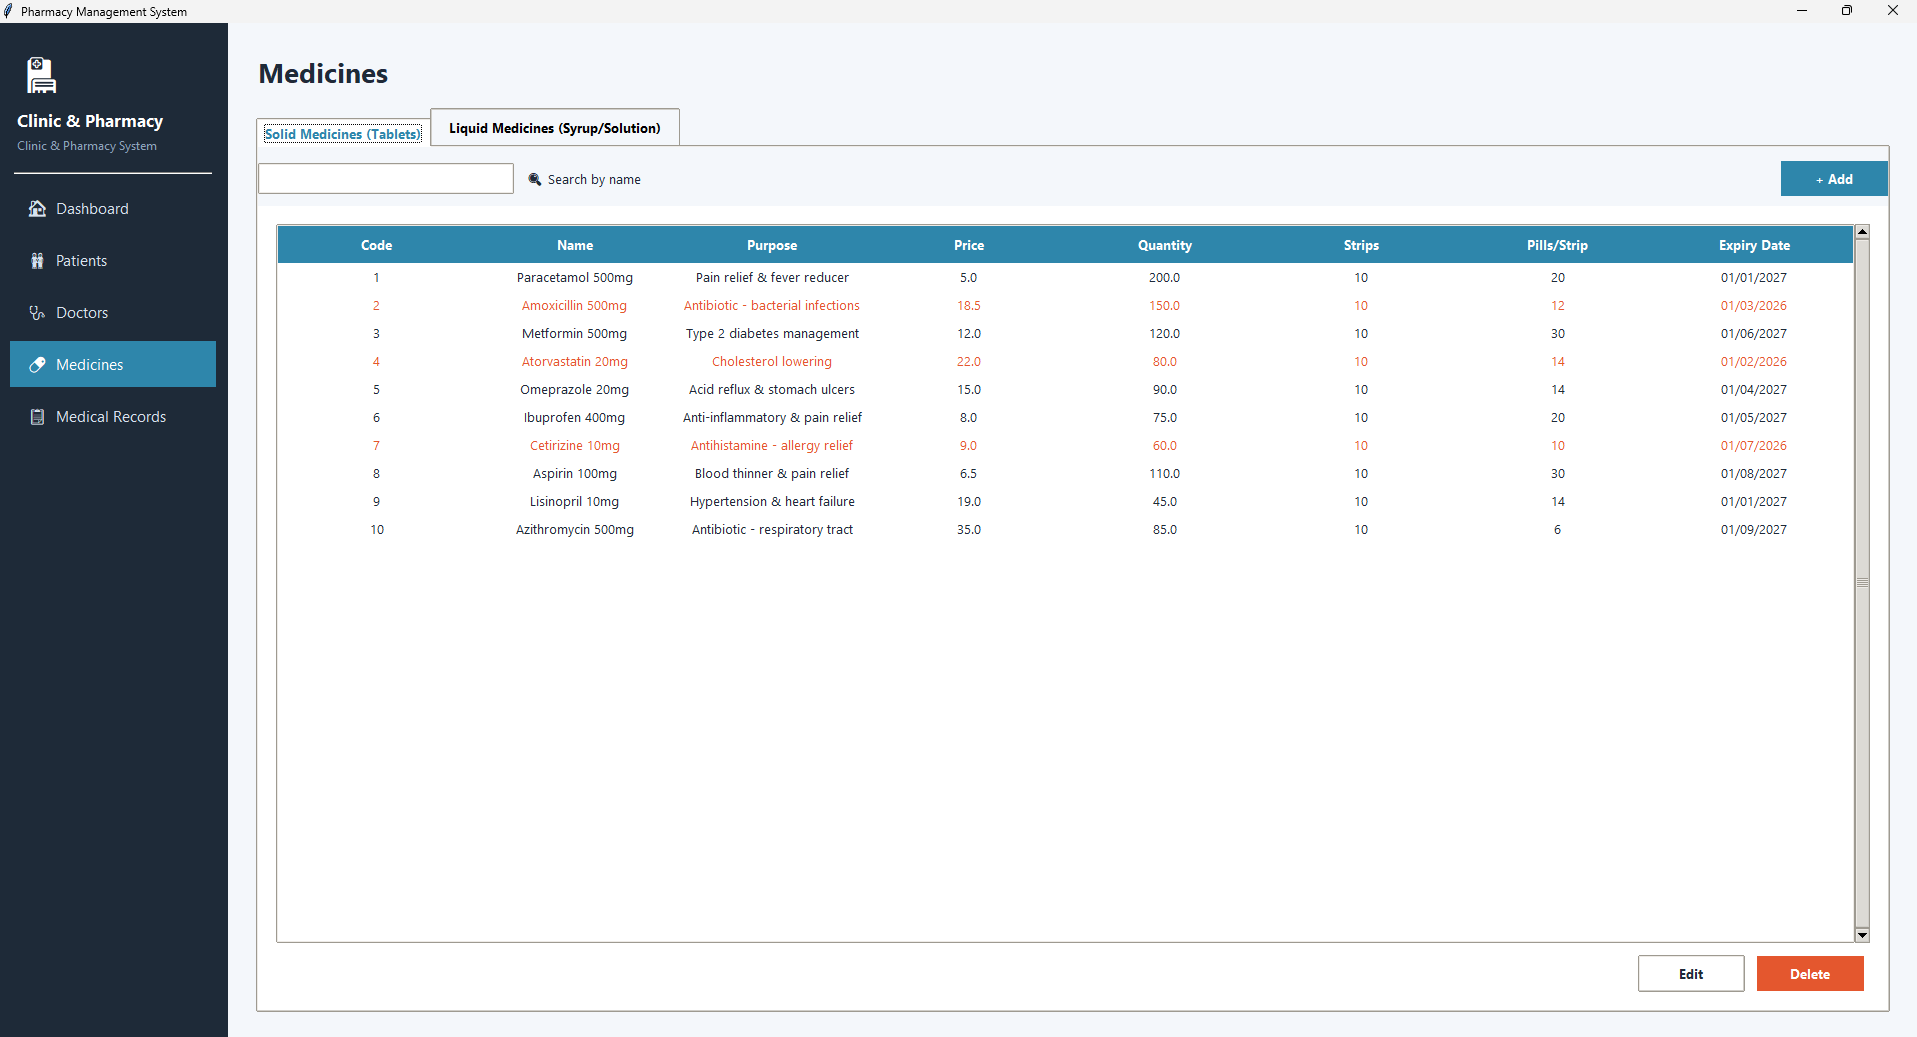 Pharmacy Management System
Clinic & Pharmacy
Clinic & Pharmacy System
Dashboard
Patients
Doctors
Medicines
Medical Records
Medicines
Solid Medicines (Tablets) Liquid Medicines (Syrup/Solution)
Search by name + Add
Code Name Purpose Price Quantity Strips Pills/Strip Expiry Date
1 Paracetamol 500mg Pain relief & fever reducer 5.0 200.0 10 20 01/01/2027
2 Amoxicillin 500mg Antibiotic - bacterial infections 18.5 150.0 10 12 01/03/2026
3 Metformin 500mg Type 2 diabetes management 12.0 120.0 10 30 01/06/2027
4 Atorvastatin 20mg Cholesterol lowering 22.0 80.0 10 14 01/02/2026
5 Omeprazole 20mg Acid reflux & stomach ulcers 15.0 90.0 10 14 01/04/2027
6 Ibuprofen 400mg Anti-inflammatory & pain relief 8.0 75.0 10 20 01/05/2027
7 Cetirizine 10mg Antihistamine - allergy relief 9.0 60.0 10 10 01/07/2026
8 Aspirin 100mg Blood thinner & pain relief 6.5 110.0 10 30 01/08/2027
9 Lisinopril 10mg Hypertension & heart failure 19.0 45.0 10 14 01/01/2027
10 Azithromycin 500mg Antibiotic - respiratory tract 35.0 85.0 10 6 01/09/2027
Edit Delete